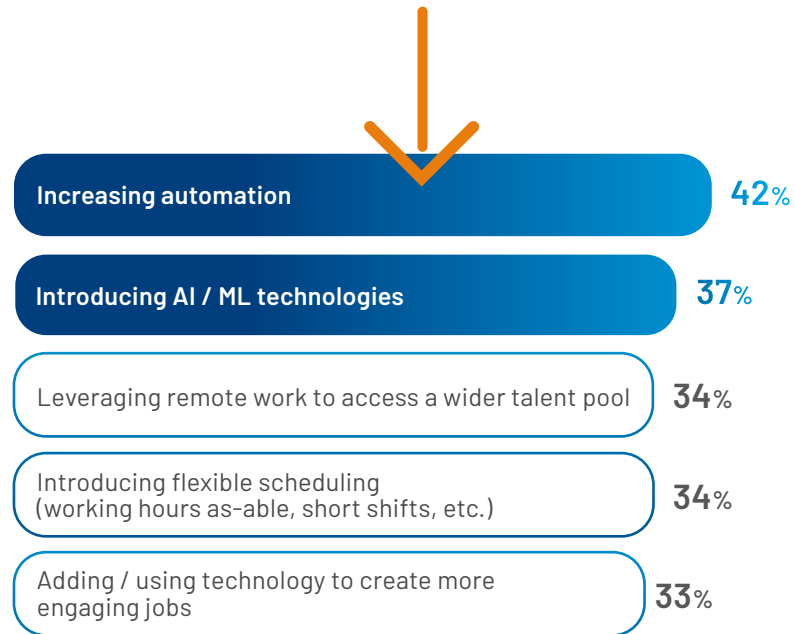 Increasing automation 42%
Introducing AI / ML technologies 37%
Leveraging remote work to access a wider talent pool 34%
Introducing flexible scheduling
(working hours as-able, short shifts, etc.) 34%
Adding / using technology to create more
engaging jobs 33%